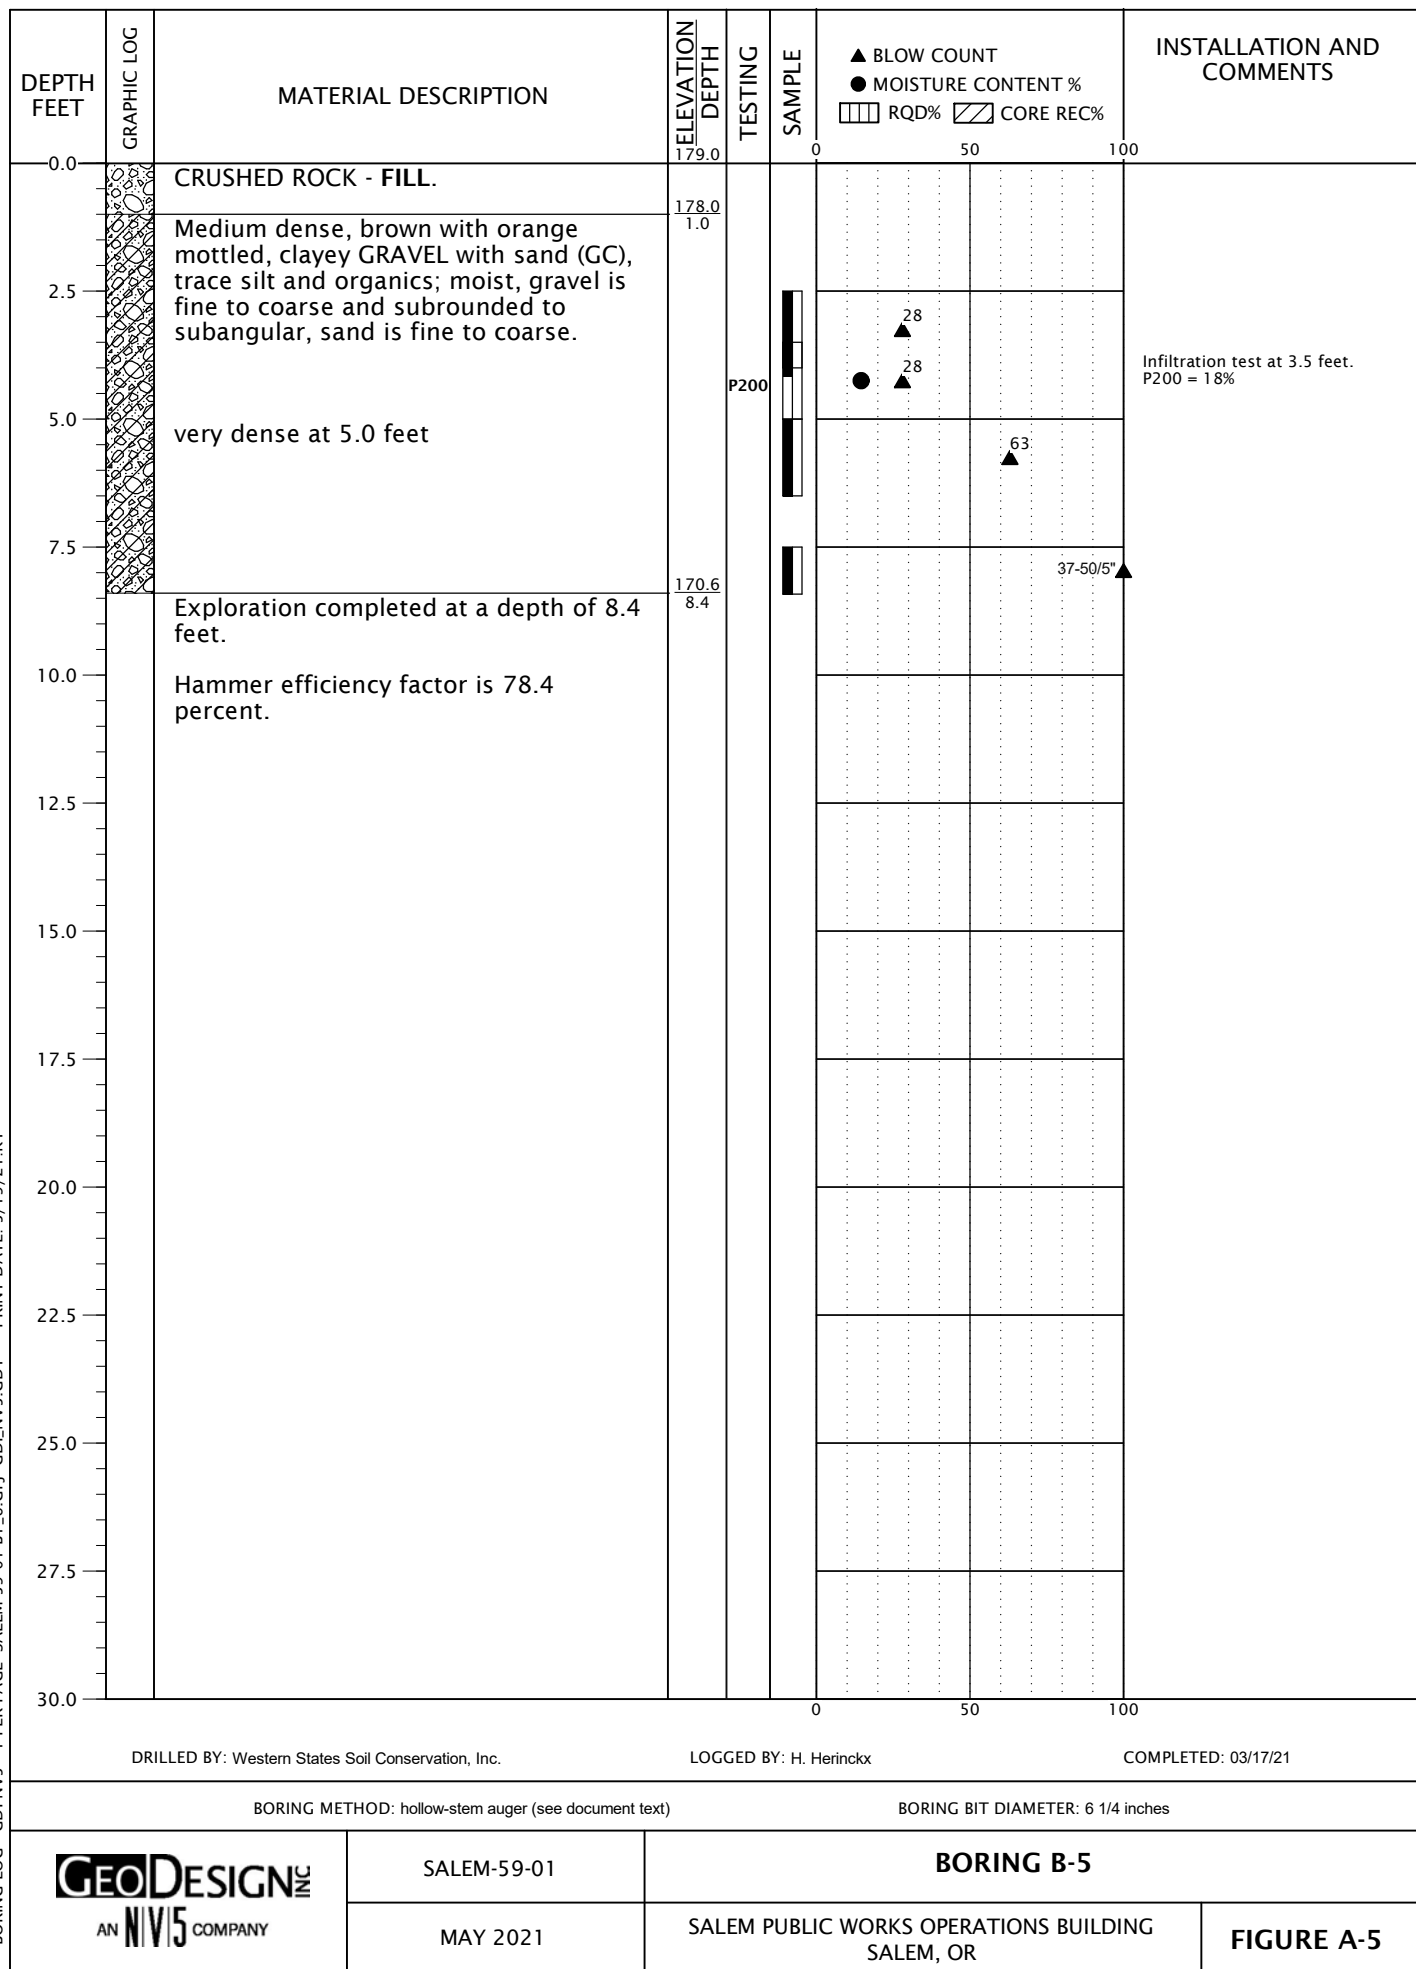 DEPTH
FEET
GRAPHIC LOG
MATERIAL DESCRIPTION
ELEVATION
DEPTH
TESTING
SAMPLE
▲ BLOW COUNT
● MOISTURE CONTENT %
RQD% CORE REC%
INSTALLATION AND
COMMENTS
179.0
0 50 100
0.0
CRUSHED ROCK - FILL.
178.0
1.0
Medium dense, brown with orange
mottled, clayey GRAVEL with sand (GC),
trace silt and organics; moist, gravel is
fine to coarse and subrounded to
subangular, sand is fine to coarse.
2.5
28
28
P200
Infiltration test at 3.5 feet.
P200 = 18%
5.0
very dense at 5.0 feet
63
7.5
37-50/5"
170.6
8.4
Exploration completed at a depth of 8.4
feet.
10.0
Hammer efficiency factor is 78.4
percent.
12.5
15.0
17.5
20.0
22.5
25.0
27.5
30.0
0 50 100
DRILLED BY: Western States Soil Conservation, Inc.
LOGGED BY: H. Herinckx
COMPLETED: 03/17/21
BORING METHOD: hollow-stem auger (see document text)
BORING BIT DIAMETER: 6 1/4 inches
GEODESIGN INC
AN N|V|5 COMPANY
SALEM-59-01
MAY 2021
BORING B-5
SALEM PUBLIC WORKS OPERATIONS BUILDING
SALEM, OR
FIGURE A-5